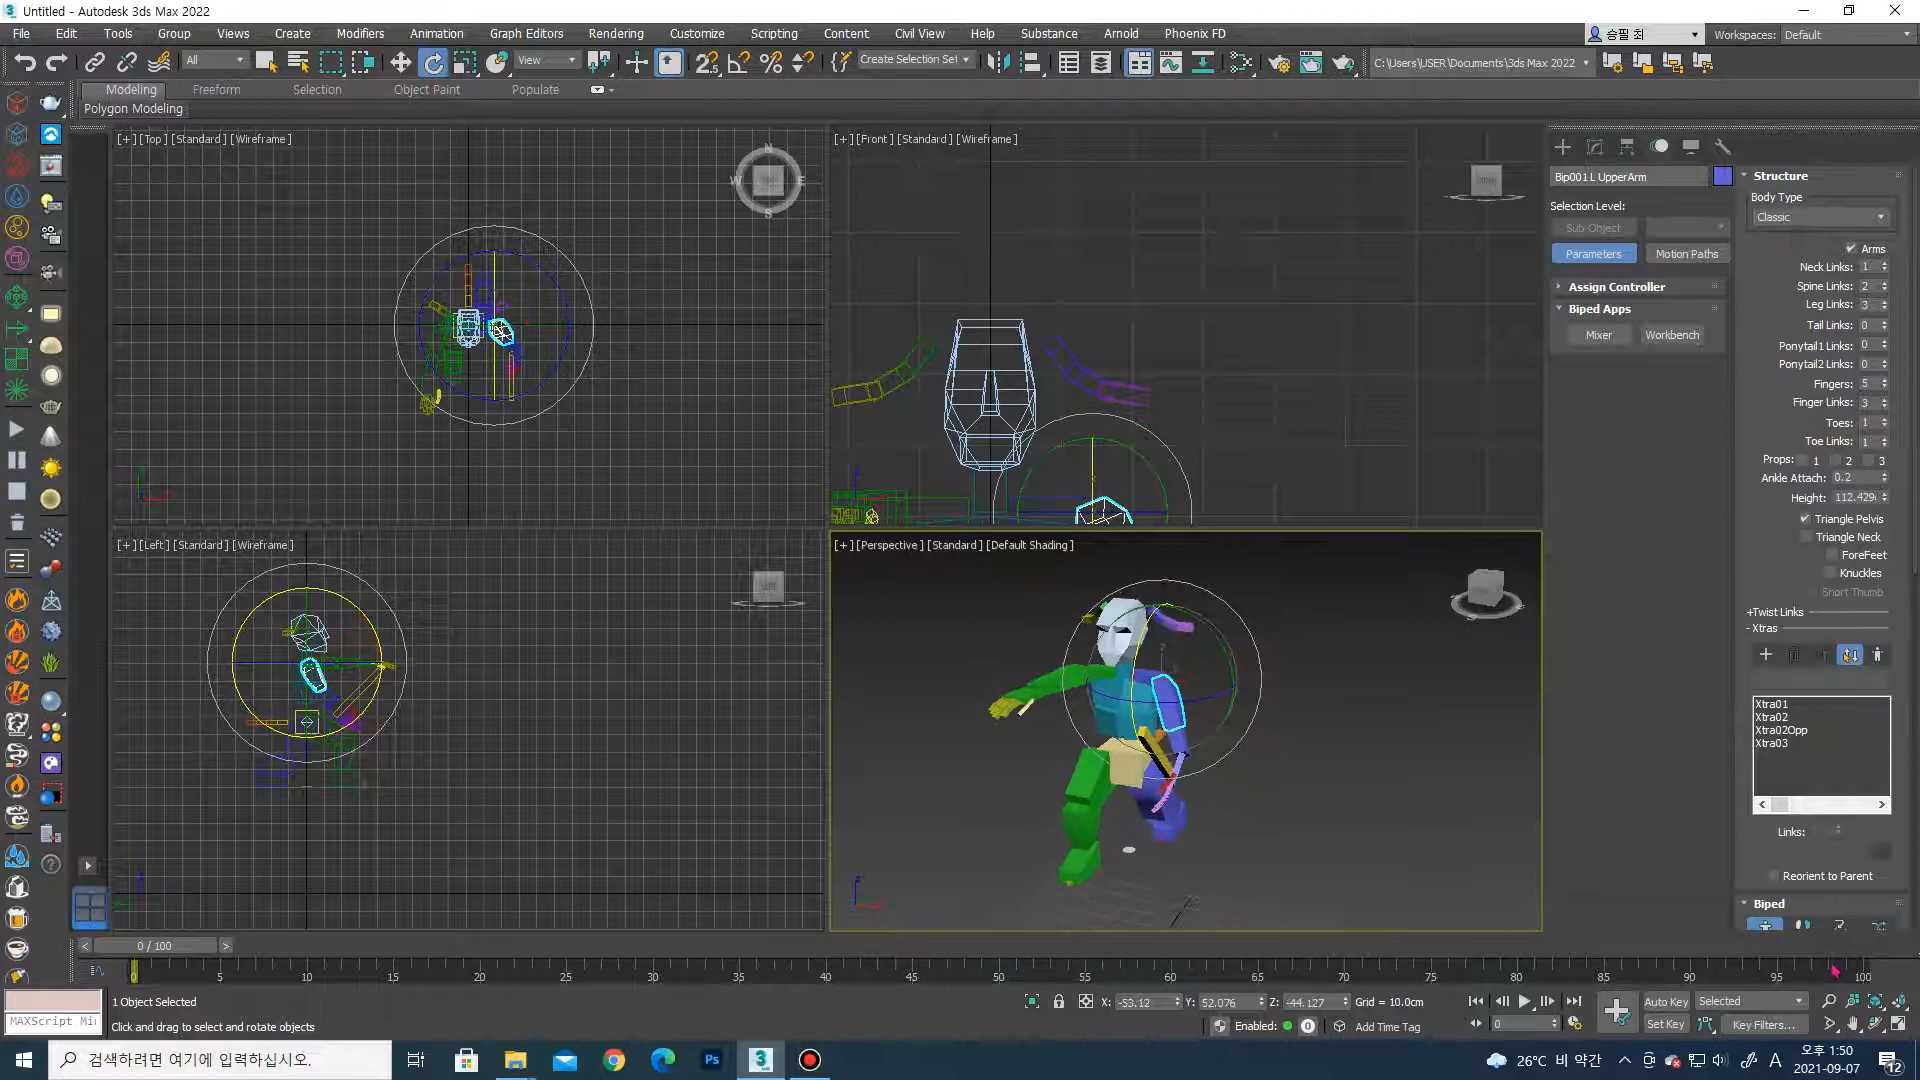 Untitled - Autodesk 3ds Max 2022
File Edit Tools Group Views Create Modifiers Animation Graph Editors Rendering Customize Scripting Content Civil View Help Substance Arnold Phoenix FD
승필 최
Workspaces: Default
All
View
Create Selection Set
C:\Users\USER\Documents\3ds Max 2022
Modeling Freeform Selection Object Paint Populate
Polygon Modeling
[+] [Top] [Standard] [Wireframe]
[+] [Front] [Standard] [Wireframe]
[+] [Left] [Standard] [Wireframe]
[+] [Perspective] [Standard] [Default Shading]
Bip001 L UpperArm
Selection Level:
Sub-Object
Parameters Motion Paths
Assign Controller
Biped Apps
Mixer Workbench
Structure
Body Type
Classic
Arms
Neck Links: 1
Spine Links: 2
Leg Links: 3
Tail Links: 0
Ponytail1 Links: 0
Ponytail2 Links: 0
Fingers: 5
Finger Links: 3
Toes: 1
Toe Links: 1
Props: 1 2 3
Ankle Attach: 0.2
Height: 112.429
Triangle Pelvis
Triangle Neck
ForeFeet
Knuckles
Short Thumb
+Twist Links
- Xtras
Xtra01
Xtra02
Xtra02Opp
Xtra03
Links:
Reorient to Parent
Biped
0 / 100
0 5 10 15 20 25 30 35 40 45 50 55 60 65 70 75 80 85 90 95 100
1 Object Selected
Click and drag to select and rotate objects
MAXScript Mi
X: -53.12 Y: 52.076 Z: -44.127 Grid = 10.0cm
Enabled: 0 Add Time Tag
0
Auto Key Selected
Set Key Key Filters...
검색하려면 여기에 입력하십시오.
26°C 비 약간
A
오후 1:50
2021-09-07
12